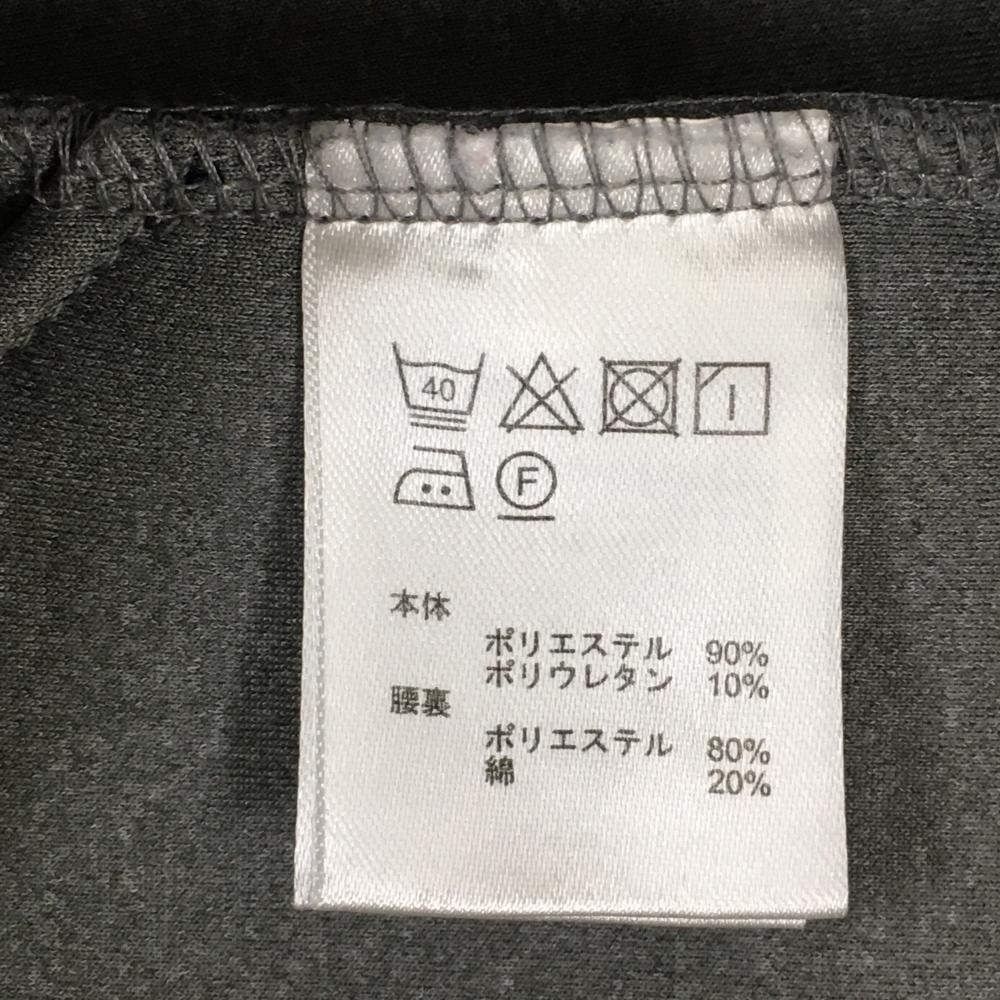 40
F
本体
ポリエステル 90%
ポリウレタン 10%
腰裏
ポリエステル 80%
綿 20%